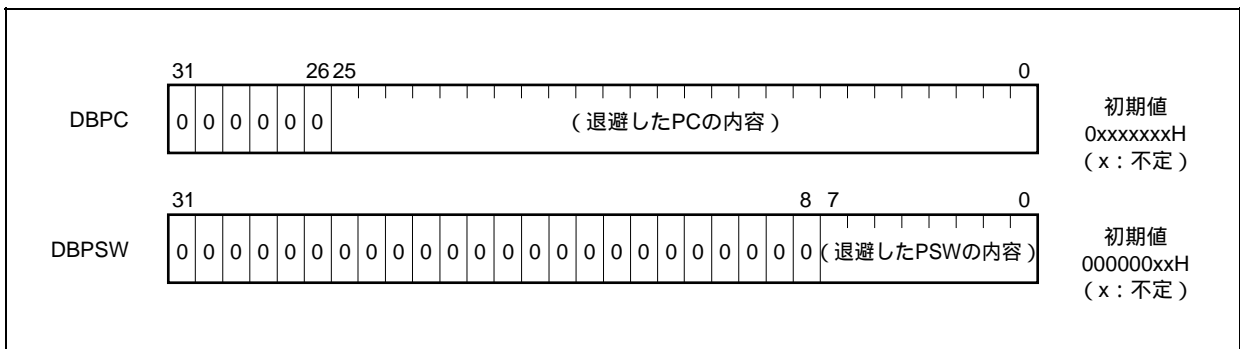 31 26 25 0
DBPC 0 0 0 0 0 0 (退避したPCの内容) 初期値
0xxxxxxxH
(x:不定)
31 8 7 0
DBPSW 0 0 0 0 0 0 0 0 0 0 0 0 0 0 0 0 0 0 0 0 0 0 0 0 (退避したPSWの内容) 初期値
000000xxH
(x:不定)